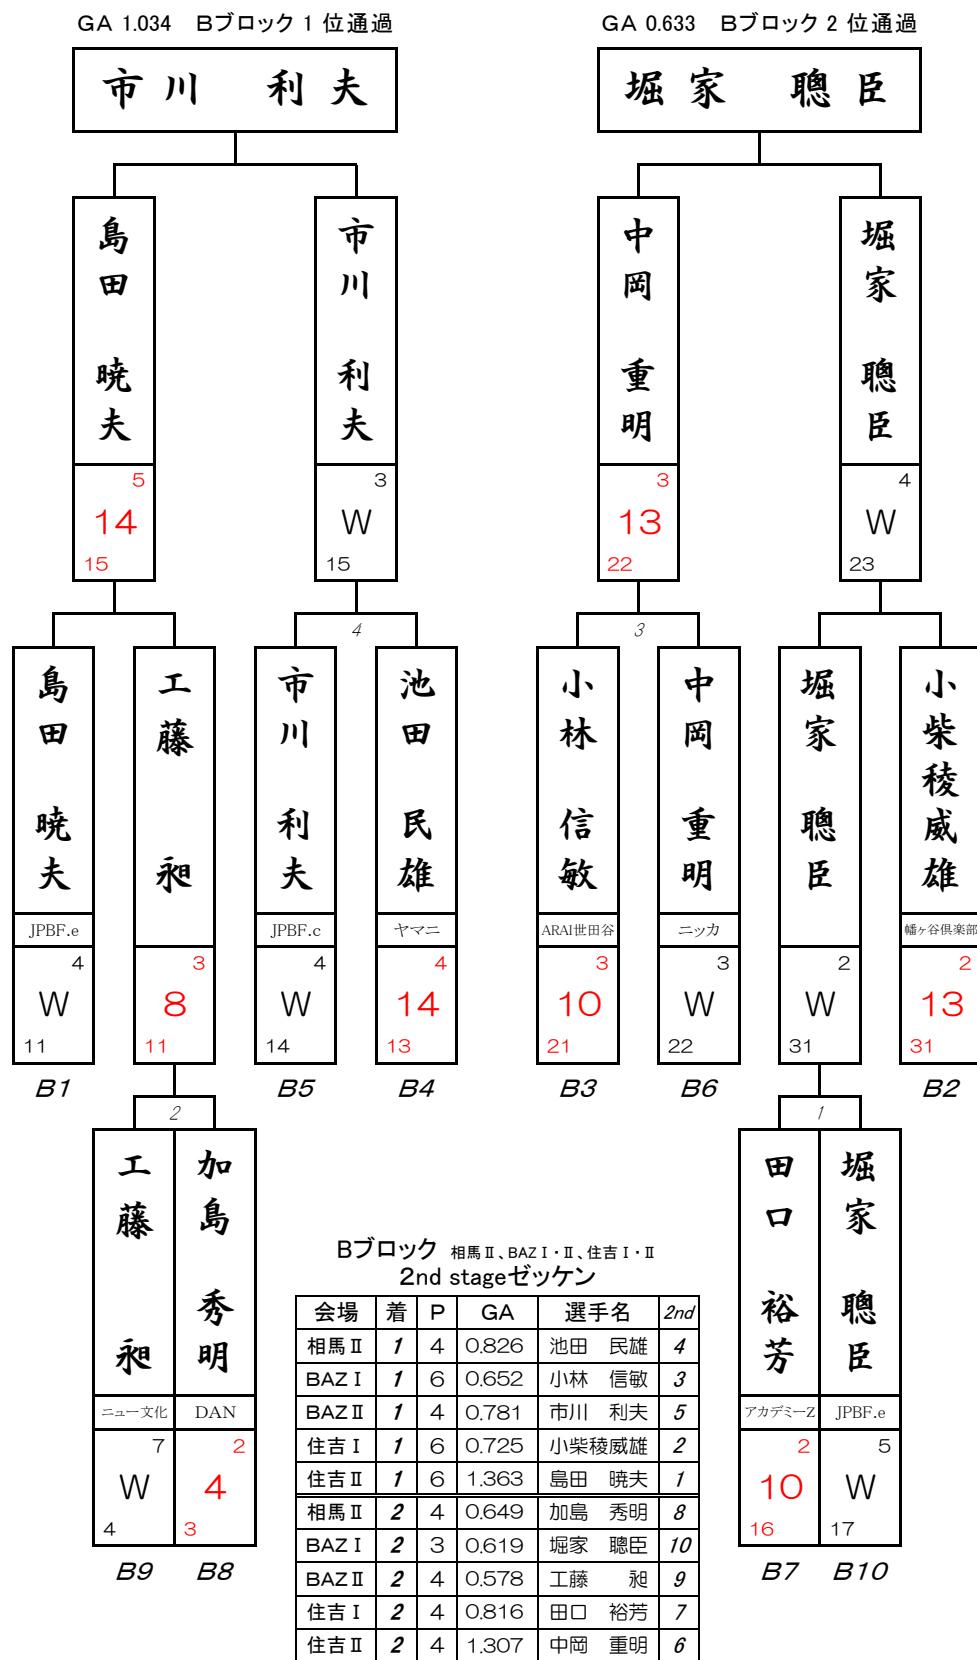 GA 1.034　Bブロック 1 位通過
GA 0.633　Bブロック 2 位通過
市川　利夫
堀家　聰臣
島田　暁夫
市川　利夫
中岡　重明
堀家　聰臣
5
14
15
3
W
15
3
13
22
4
W
23
4
3
島田　暁夫
工藤　昶
市川　利夫
池田　民雄
小林　信敏
中岡　重明
堀家　聰臣
小柴稜威雄
JPBF.e
JPBF.c
ヤマニ
ARAI世田谷
ニッカ
幡ヶ谷倶楽部
4
W
11
3
8
11
4
W
14
4
14
13
3
10
21
3
W
22
2
W
31
2
13
31
B1
B5
B4
B3
B6
B2
2
1
工藤　昶
加島　秀明
田口　裕芳
堀家　聰臣
ニュー文化
DAN
アカデミーZ
JPBF.e
7
W
4
2
4
3
2
10
16
5
W
17
B9
B8
B7
B10
Bブロック 相馬Ⅱ、BAZⅠ・Ⅱ、住吉Ⅰ・Ⅱ
2nd stageゼッケン
会場 着 P GA 選手名 2nd
相馬Ⅱ 1 4 0.826 池田　民雄 4
BAZⅠ 1 6 0.652 小林　信敏 3
BAZⅡ 1 4 0.781 市川　利夫 5
住吉Ⅰ 1 6 0.725 小柴稜威雄 2
住吉Ⅱ 1 6 1.363 島田　暁夫 1
相馬Ⅱ 2 4 0.649 加島　秀明 8
BAZⅠ 2 3 0.619 堀家　聰臣 10
BAZⅡ 2 4 0.578 工藤　昶 9
住吉Ⅰ 2 4 0.816 田口　裕芳 7
住吉Ⅱ 2 4 1.307 中岡　重明 6